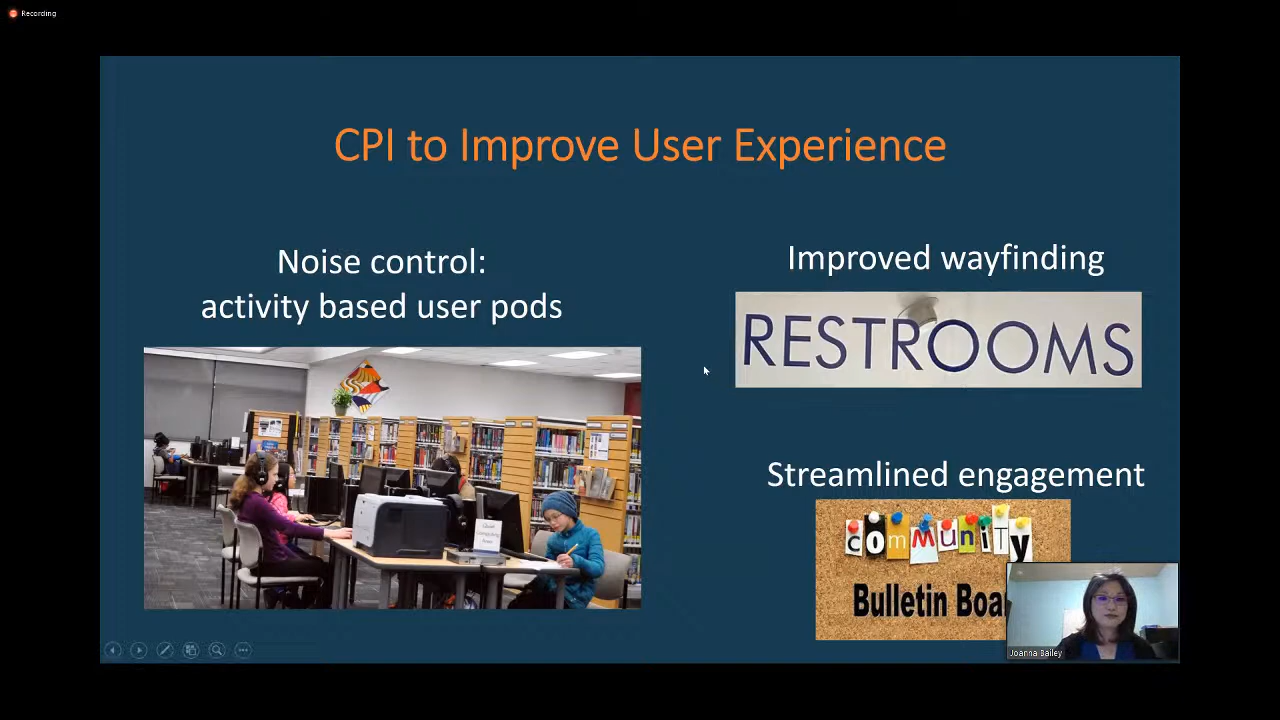 Recording
CPI to Improve User Experience
Noise control:
activity based user pods
Improved wayfinding
RESTROOMS
Streamlined engagement
community
Bulletin Boa
Joanna Bailey